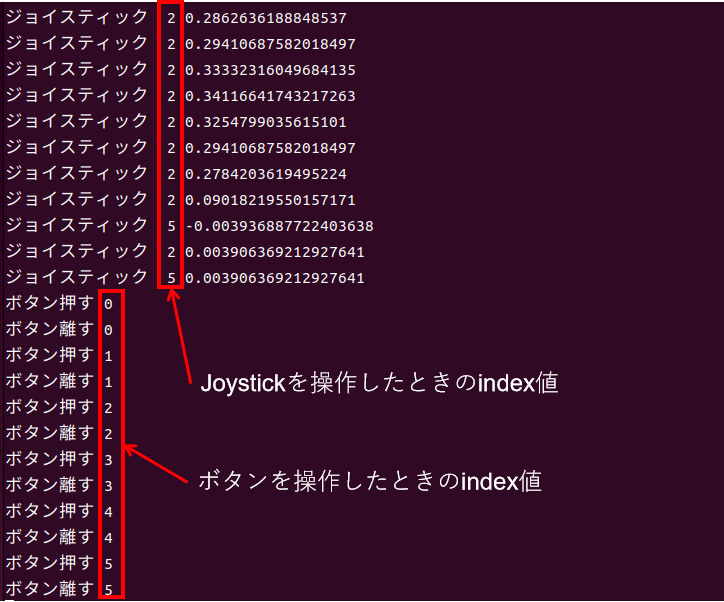 ジョイスティック 2 0.2862636188848537
ジョイスティック 2 0.29410687582018497
ジョイスティック 2 0.33332316049684135
ジョイスティック 2 0.34116641743217263
ジョイスティック 2 0.3254799035615101
ジョイスティック 2 0.29410687582018497
ジョイスティック 2 0.2784203619495224
ジョイスティック 2 0.09018219550157171
ジョイスティック 5 -0.003936887722403638
ジョイスティック 2 0.003906369212927641
ジョイスティック 5 0.003906369212927641
ボタン押す 0
ボタン離す 0
ボタン押す 1
ボタン離す 1
ボタン押す 2
ボタン離す 2
ボタン押す 3
ボタン離す 3
ボタン押す 4
ボタン離す 4
ボタン押す 5
ボタン離す 5
Joystickを操作したときのindex値
ボタンを操作したときのindex値